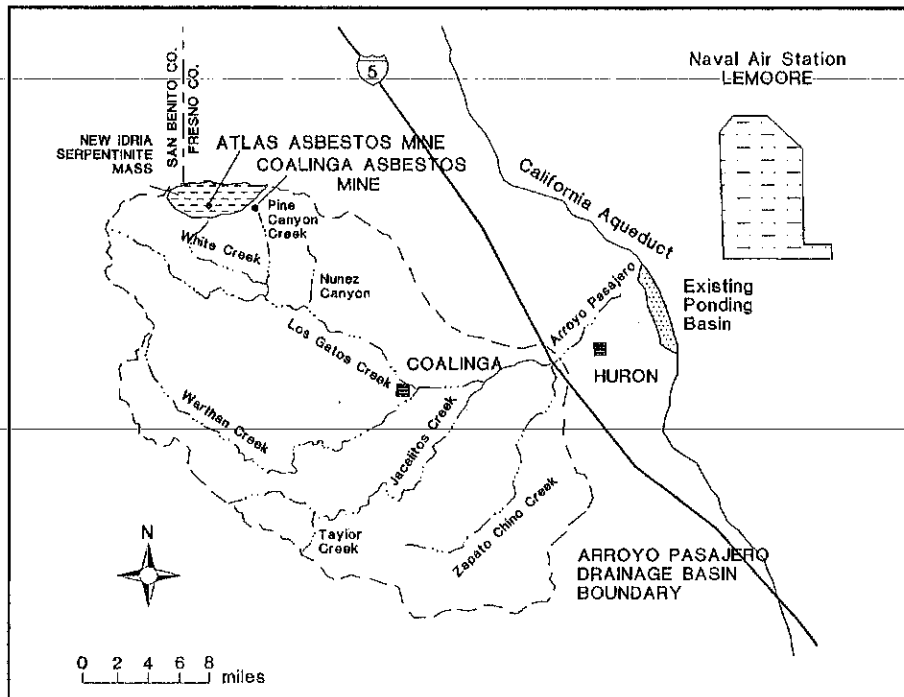 SAN BENITO CO.
FRESNO CO.
5
Naval Air Station
LEMOORE
NEW IDRIA
SERPENTINITE
MASS
ATLAS ASBESTOS MINE
COALINGA ASBESTOS
MINE
Pine
Canyon
Creek
White Creek
Nunez
Canyon
California Aqueduct
Existing
Ponding
Basin
Arroyo Pasajero
Los Gatos Creek
COALINGA
HURON
Warthan Creek
Jacelitos Creek
Zapato Chino Creek
Taylor
Creek
ARROYO PASAJERO
DRAINAGE BASIN
BOUNDARY
N
0 2 4 6 8 miles